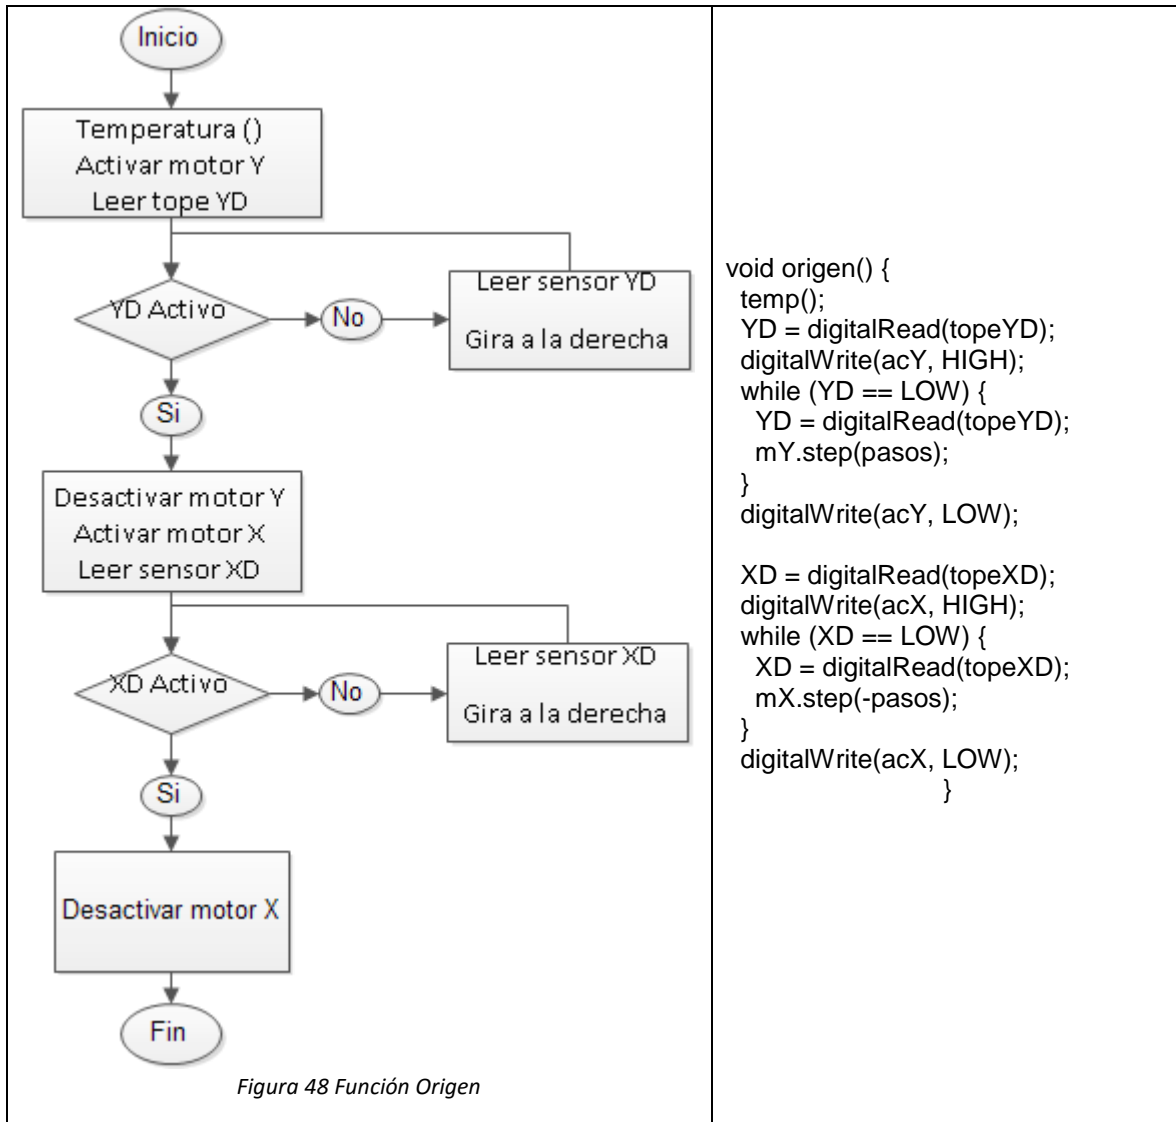 Inicio
Temperatura ()
Activar motor Y
Leer tope YD
YD Activo
No
Leer sensor YD
Gira a la derecha
Si
Desactivar motor Y
Activar motor X
Leer sensor XD
XD Activo
No
Leer sensor XD
Gira a la derecha
Si
Desactivar motor X
Fin
Figura 48 Función Origen
void origen() {
temp();
YD = digitalRead(topeYD);
digitalWrite(acY, HIGH);
while (YD == LOW) {
YD = digitalRead(topeYD);
mY.step(pasos);
}
digitalWrite(acY, LOW);
XD = digitalRead(topeXD);
digitalWrite(acX, HIGH);
while (XD == LOW) {
XD = digitalRead(topeXD);
mX.step(-pasos);
}
digitalWrite(acX, LOW);
}